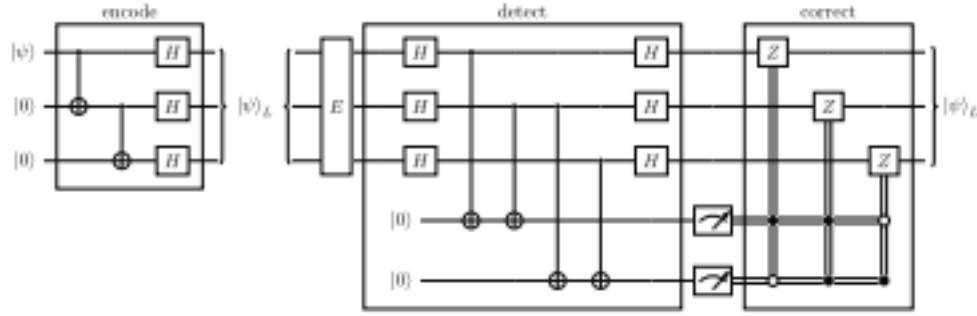 encode detect correct
|ψ⟩ H |ψ⟩_L E H H Z |ψ⟩_L
|0⟩ H H H Z
|0⟩ H H H Z
|0⟩
|0⟩